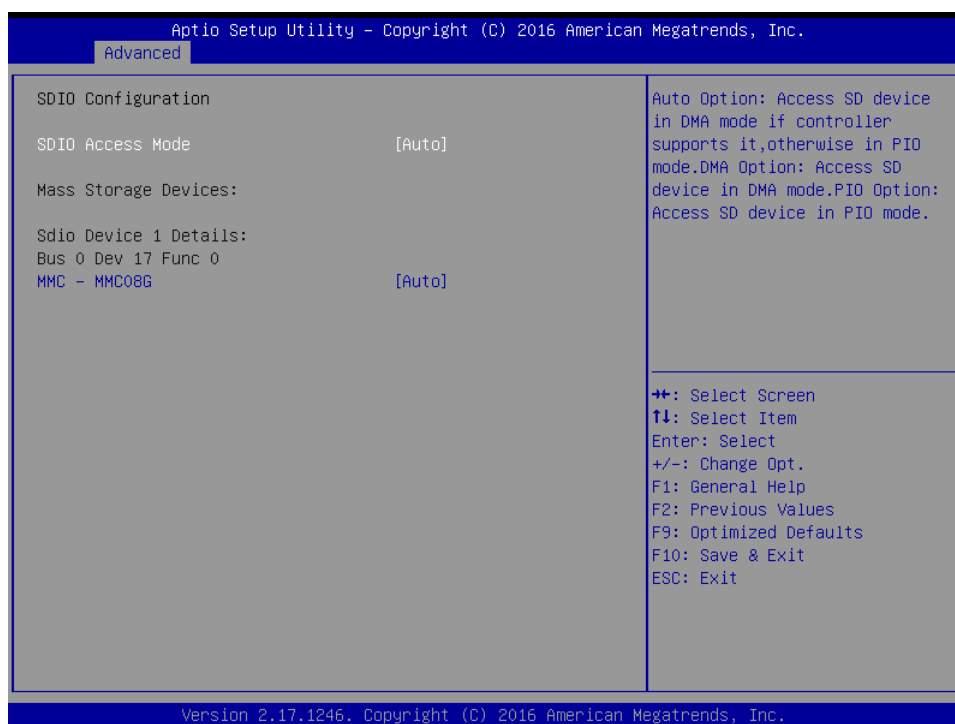 Aptio Setup Utility – Copyright (C) 2016 American Megatrends, Inc.
Advanced
SDIO Configuration
SDIO Access Mode [Auto]
Mass Storage Devices:
Sdio Device 1 Details:
Bus 0 Dev 17 Func 0
MMC – MMC08G [Auto]
Auto Option: Access SD device
in DMA mode if controller
supports it,otherwise in PIO
mode.DMA Option: Access SD
device in DMA mode.PIO Option:
Access SD device in PIO mode.
→←: Select Screen
↑↓: Select Item
Enter: Select
+/-: Change Opt.
F1: General Help
F2: Previous Values
F9: Optimized Defaults
F10: Save & Exit
ESC: Exit
Version 2.17.1246. Copyright (C) 2016 American Megatrends, Inc.